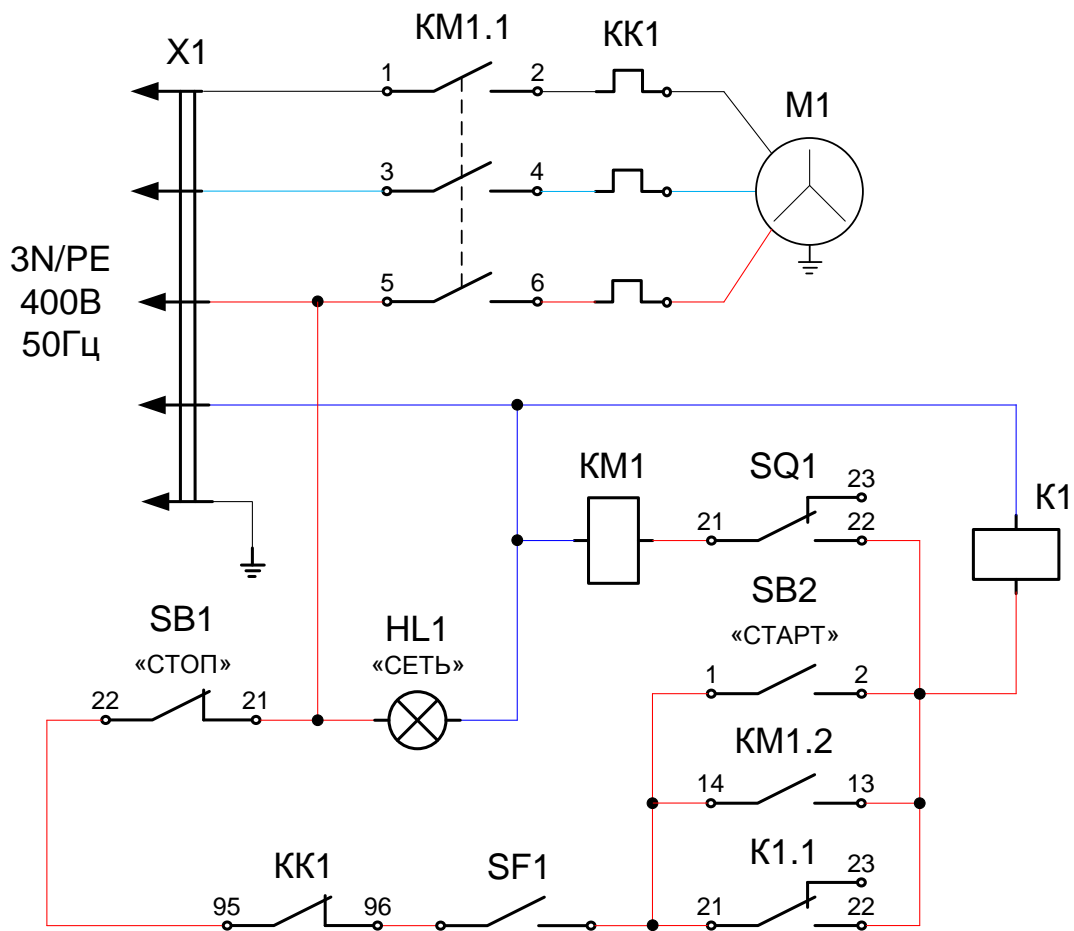 КМ1.1
КК1
X1
1
2
М1
3
4
3N/PE
400В
50Гц
5
6
КМ1
SQ1
23
К1
21
22
SB1
«СТОП»
HL1
«СЕТЬ»
SB2
«СТАРТ»
22
21
1
2
КМ1.2
14
13
КК1
SF1
К1.1
23
95
96
21
22